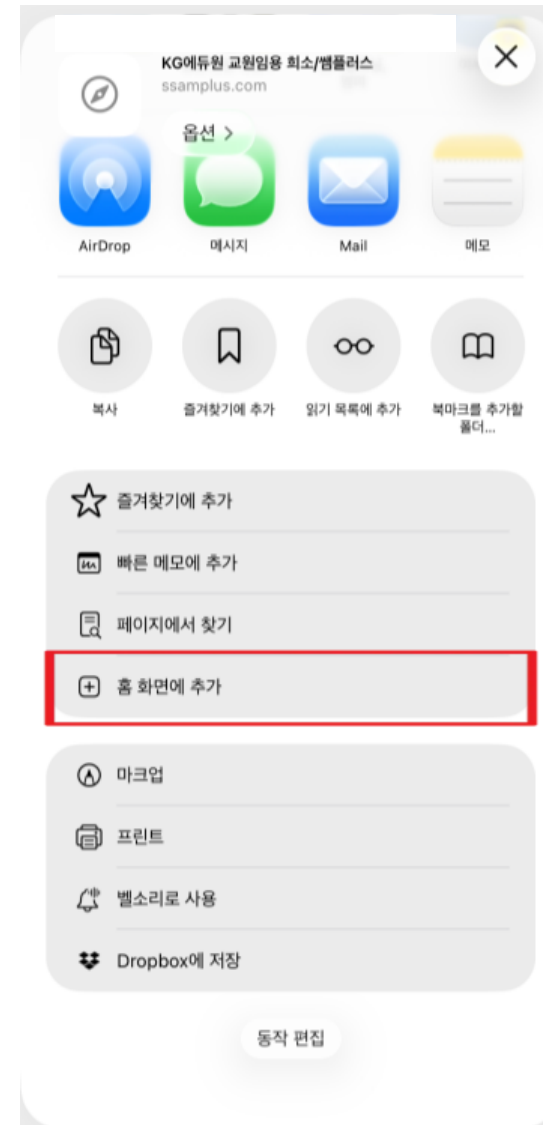 KG에듀원 교원임용 희소/쌤플러스
ssamplus.com
옵션 >
AirDrop
메시지
Mail
메모
복사
즐겨찾기에 추가
읽기 목록에 추가
북마크를 추가할
폴더...
즐겨찾기에 추가
빠른 메모에 추가
페이지에서 찾기
홈 화면에 추가
마크업
프린트
벨소리로 사용
Dropbox에 저장
동작 편집